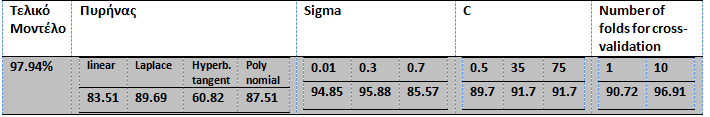 Τελικό Μοντέλο Πυρήνας Sigma C Number of folds for cross-validation
97.94% linear Laplace Hyperb. tangent Poly nomial 0.01 0.3 0.7 0.5 35 75 1 10
83.51 89.69 60.82 87.51 94.85 95.88 85.57 89.7 91.7 91.7 90.72 96.91